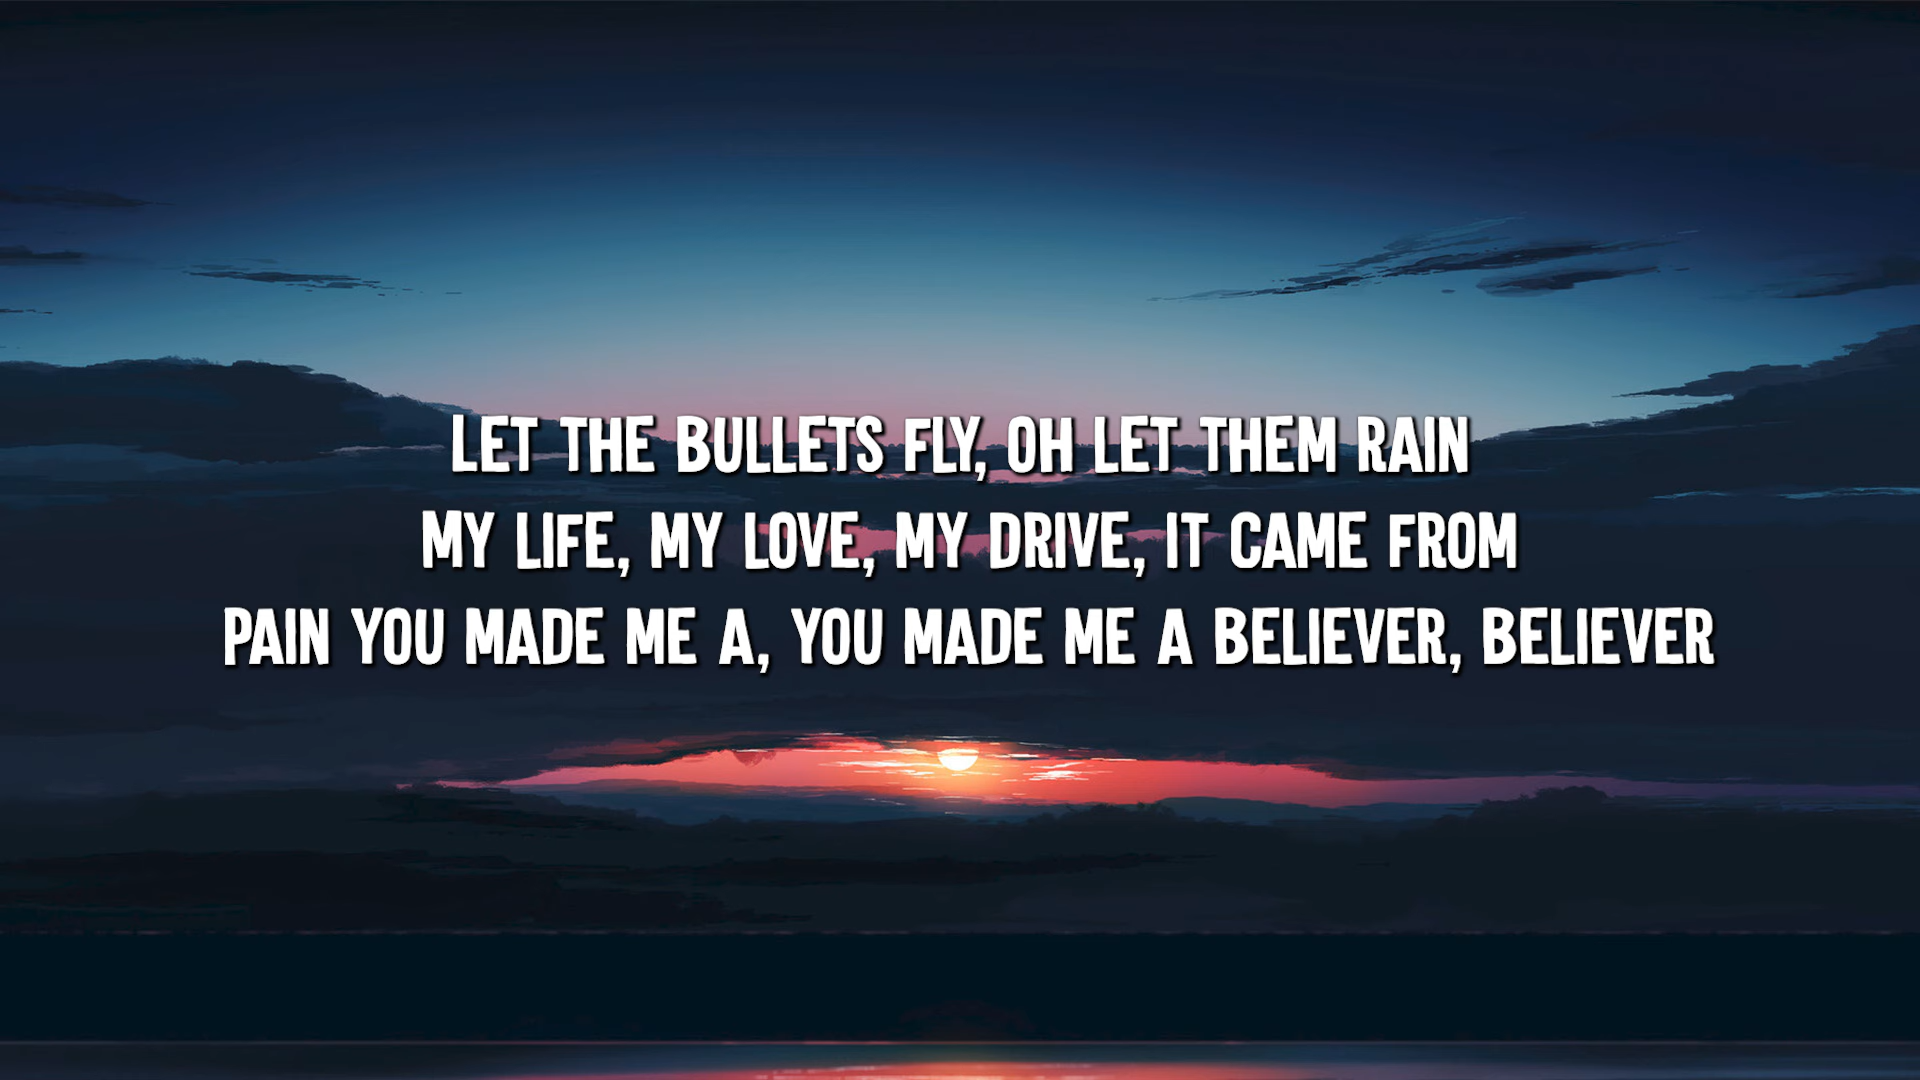 LET THE BULLETS FLY, OH LET THEM RAIN
MY LIFE, MY LOVE, MY DRIVE, IT CAME FROM
PAIN YOU MADE ME A, YOU MADE ME A BELIEVER, BELIEVER